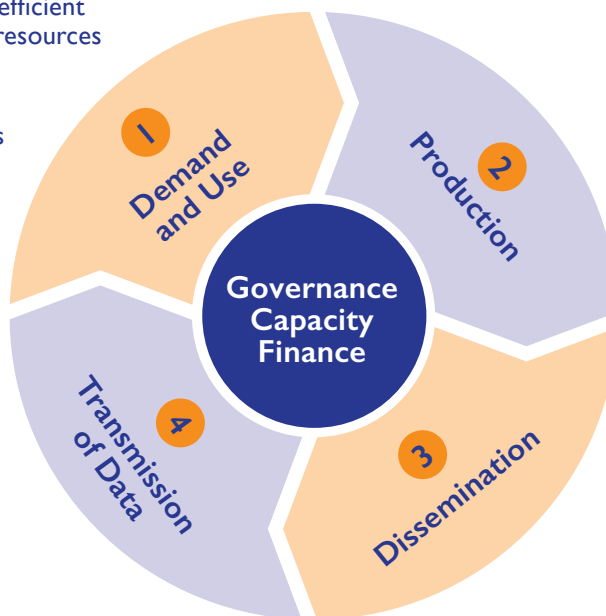 efficient
resources
s
1
Demand
and Use
2
Production
Governance
Capacity
Finance
3
Dissemination
4
Transmission
of Data